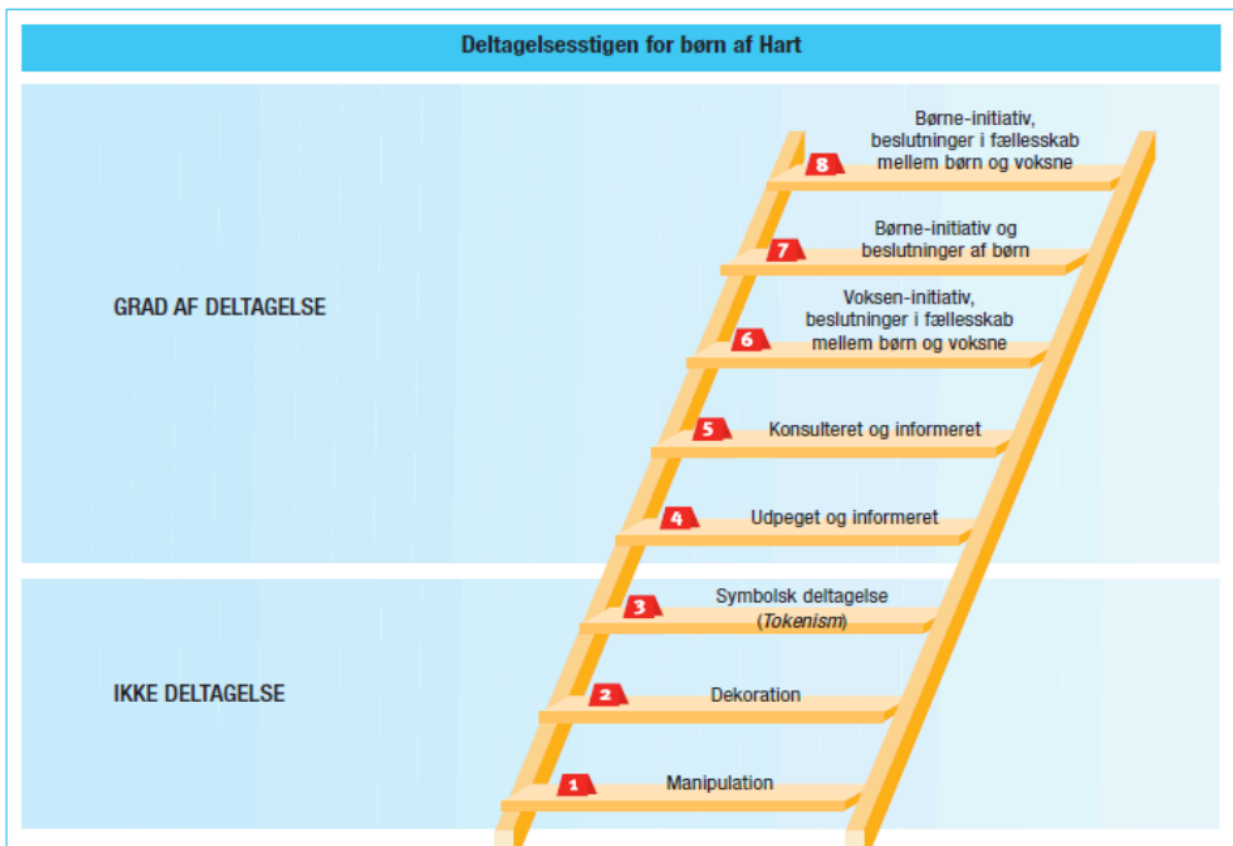 Deltagelsesstigen for børn af Hart
Børne-initiativ,
beslutninger i fællesskab
mellem børn og voksne
8
Børne-initiativ og
beslutninger af børn
7
GRAD AF DELTAGELSE
Voksen-initiativ,
beslutninger i fællesskab
mellem børn og voksne
6
5
Konsulteret og informeret
4
Udpeget og informeret
Symbolsk deltagelse
(Tokenism)
3
IKKE DELTAGELSE
2
Dekoration
1
Manipulation